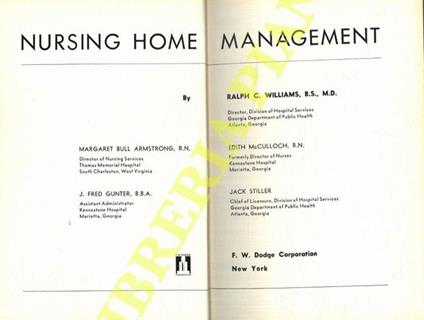 NURSING HOME MANAGEMENT
By
RALPH C. WILLIAMS, B.S., M.D.
Director, Division of Hospital Services
Georgia Department of Public Health
Atlanta, Georgia
MARGARET BULL ARMSTRONG, R.N.
Director of Nursing Services
Thomas Memorial Hospital
South Charleston, West Virginia
EDITH McCULLOCH, R.N.
Formerly Director of Nurses
Kennestone Hospital
Marietta, Georgia
J. FRED GUNTER, B.B.A.
Assistant Administrator
Kennestone Hospital
Marietta, Georgia
JACK STILLER
Chief of Licensure, Division of Hospital Services
Georgia Department of Public Health
Atlanta, Georgia
F. W. Dodge Corporation
New York
LIBRERIA PIANI